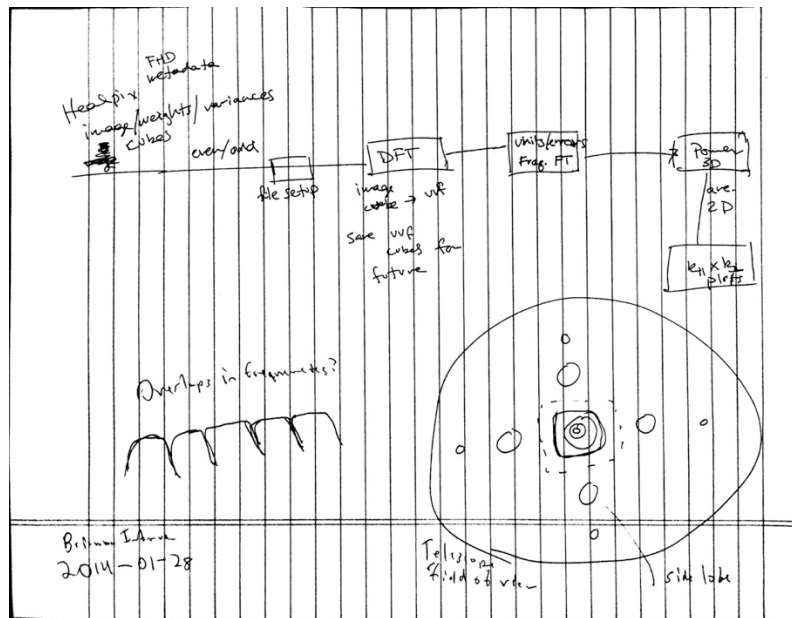 FHD
metadata
Healpix
image/weights/variances
cubes
even/odd
file setup
DFT
image
cube → uvf
save uvf
cubes for
future
units/errors
Freq. FT
Power
3D
ave
2D
k|| x k⊥
plots
Overlaps in frequencies?
2014-01-28
Telescope
field of view
side lobe